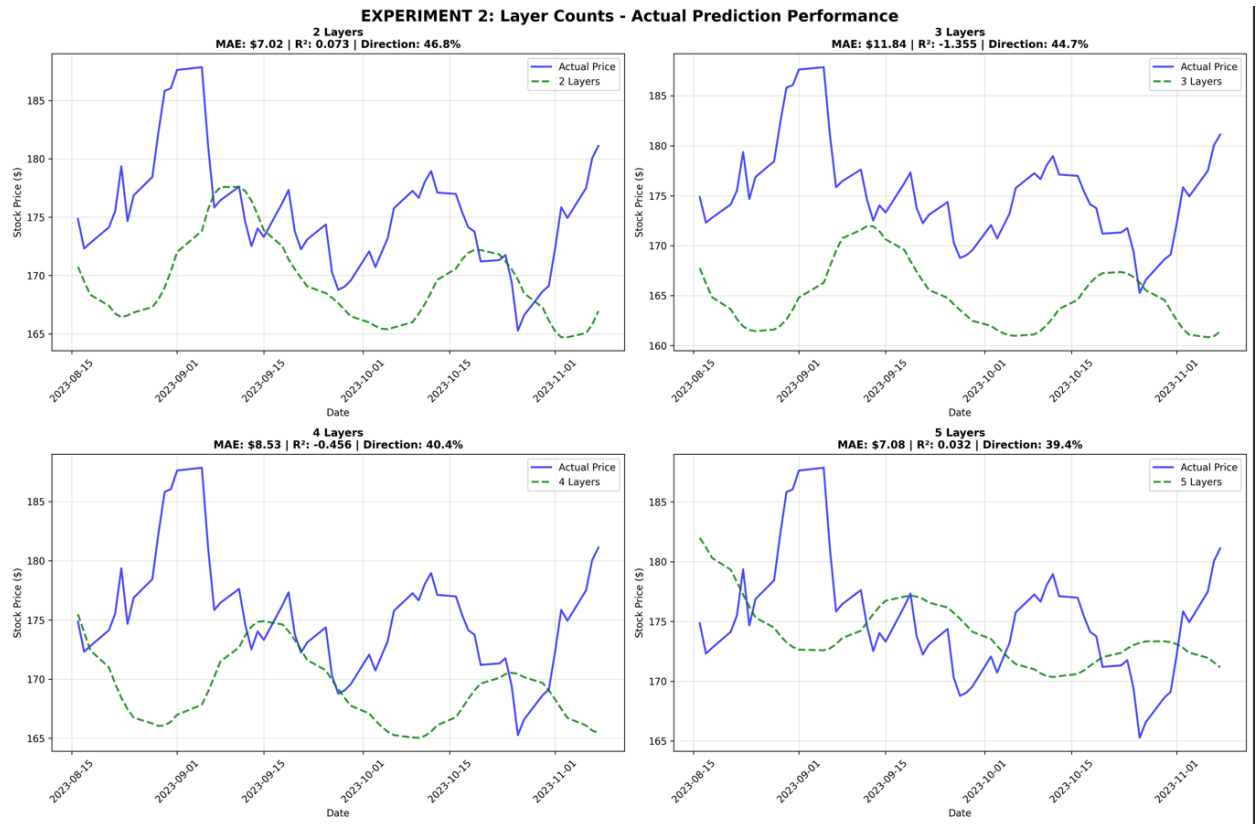 EXPERIMENT 2: Layer Counts - Actual Prediction Performance
2 Layers
MAE: $7.02 | R²: 0.073 | Direction: 46.8%
Actual Price
2 Layers
Stock Price ($)
185
180
175
170
165
2023-08-15
2023-09-01
2023-09-15
2023-10-01
2023-10-15
2023-11-01
Date
3 Layers
MAE: $11.84 | R²: -1.355 | Direction: 44.7%
Actual Price
3 Layers
Stock Price ($)
185
180
175
170
165
160
2023-08-15
2023-09-01
2023-09-15
2023-10-01
2023-10-15
2023-11-01
Date
4 Layers
MAE: $8.53 | R²: -0.456 | Direction: 40.4%
Actual Price
4 Layers
Stock Price ($)
185
180
175
170
165
2023-08-15
2023-09-01
2023-09-15
2023-10-01
2023-10-15
2023-11-01
Date
5 Layers
MAE: $7.08 | R²: 0.032 | Direction: 39.4%
Actual Price
5 Layers
Stock Price ($)
185
180
175
170
165
2023-08-15
2023-09-01
2023-09-15
2023-10-01
2023-10-15
2023-11-01
Date